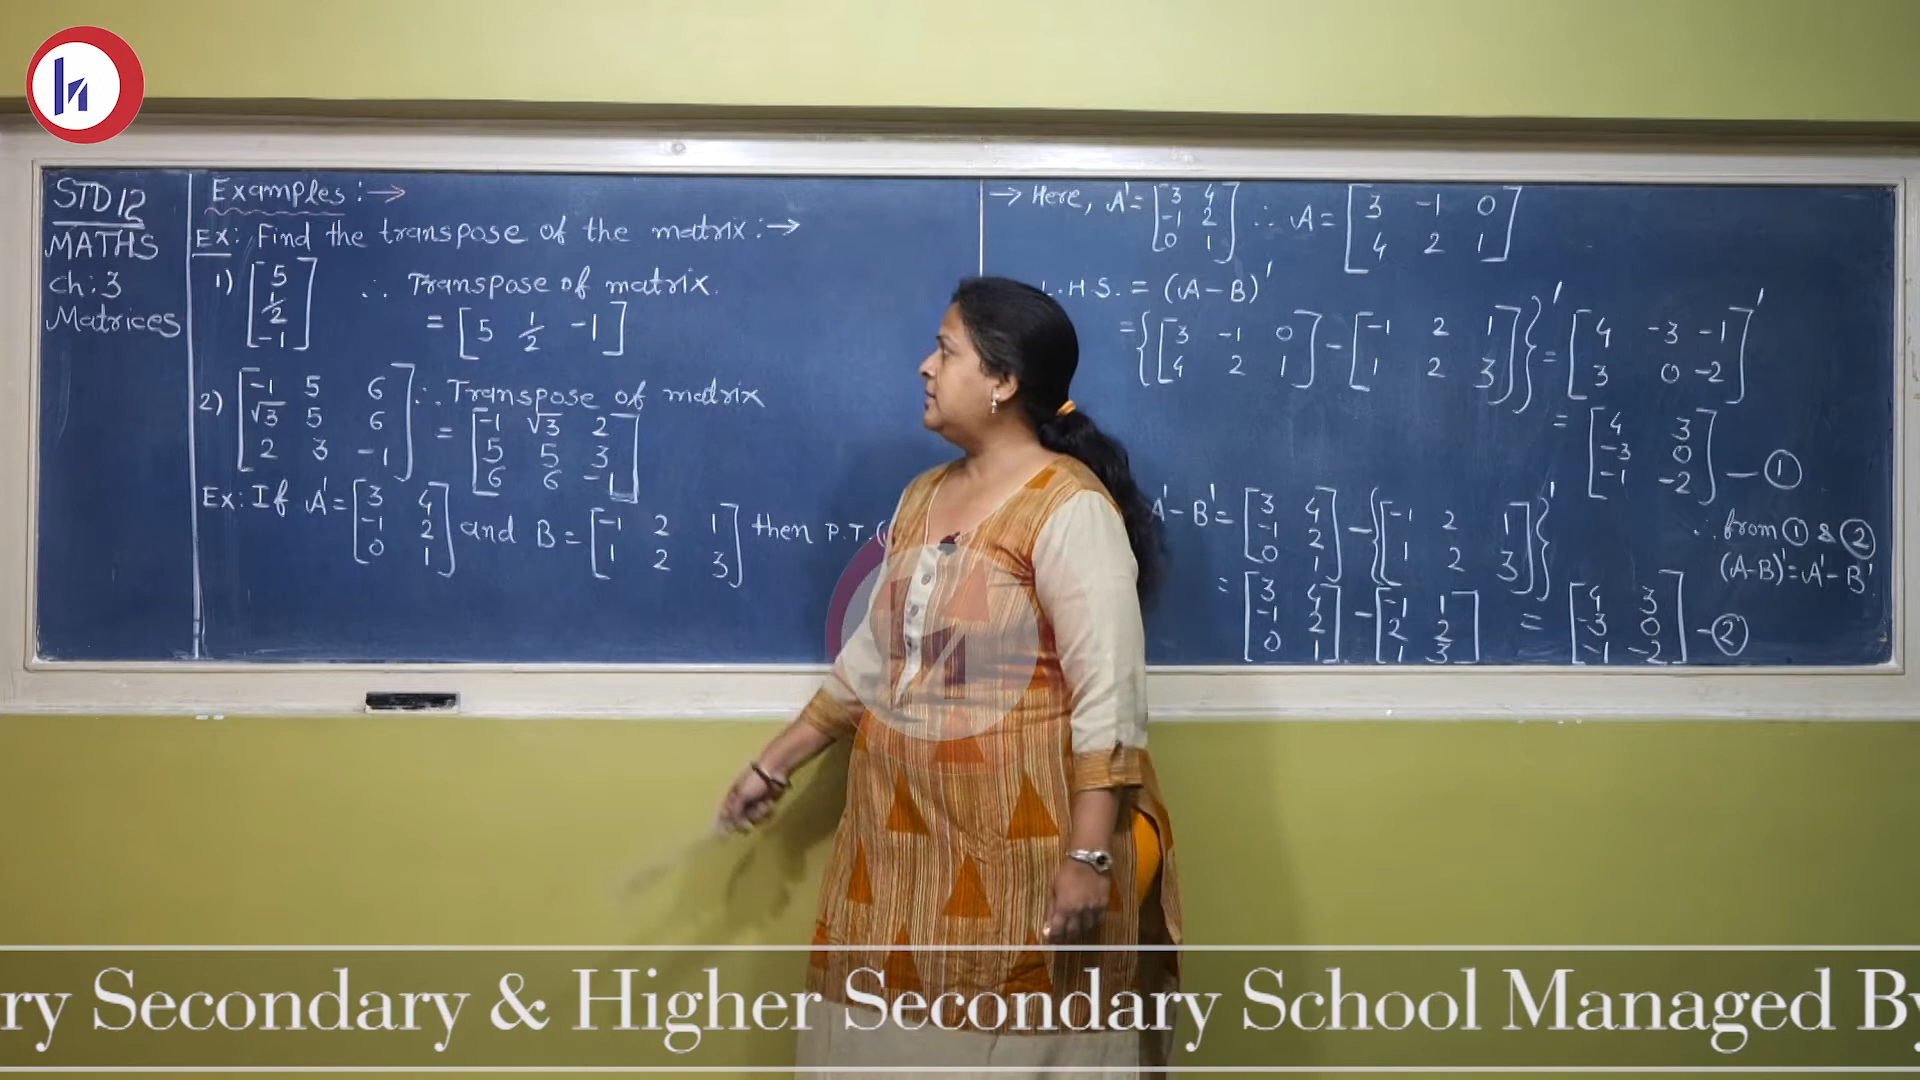 STD 12
MATHS
Ch: 3
Matrices
Examples :→
Ex: Find the transpose of the matrix :→
1) [5 1/2 -1] ∴ Transpose of matrix.
= [5 1/2 -1]
2) [-1 5 6; √3 5 6; 2 3 -1] ∴ Transpose of matrix
= [-1 √3 2; 5 5 3; 6 6 -1]
Ex: If A' = [3 4; -1 2; 0 1] and B = [-1 2 1; 1 2 3] then P.T. (
→ Here, A' = [3 4; -1 2; 0 1] ∴ A = [3 -1 0; 4 2 1]
L.H.S. = (A-B)'
= {[3 -1 0; 4 2 1] - [-1 2 1; 1 2 3]}' = [4 -3 -1; 3 0 -2]'
= [4 3; -3 0; -1 -2] — ①
A' - B' = [3 4; -1 2; 0 1] - {[-1 2 1; 1 2 3]}'
= [3 4; -1 2; 0 1] - [-1 1; 2 2; 1 3] = [4 3; -3 0; -1 -2] - ②
∴ from ① & ②
(A-B)' = A' - B'
ry Secondary & Higher Secondary School Managed By